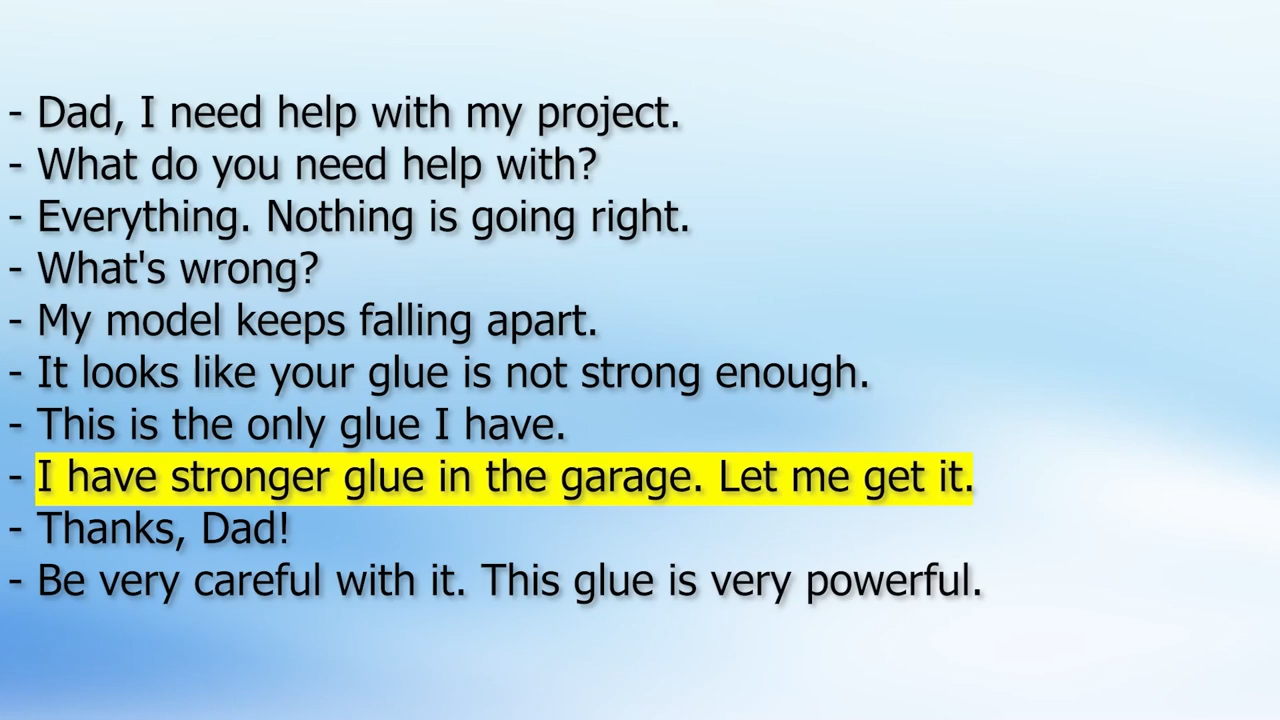 - Dad, I need help with my project.
- What do you need help with?
- Everything. Nothing is going right.
- What's wrong?
- My model keeps falling apart.
- It looks like your glue is not strong enough.
- This is the only glue I have.
- I have stronger glue in the garage. Let me get it.
- Thanks, Dad!
- Be very careful with it. This glue is very powerful.